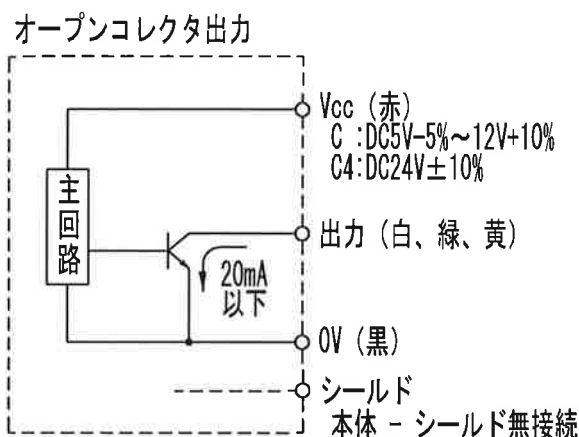 オープンコレクタ出力
Vcc (赤)
C :DC5V-5%～12V+10%
C4:DC24V±10%
主回路
出力 (白、緑、黄)
20mA
以下
0V (黒)
シールド
本体 - シールド無接続